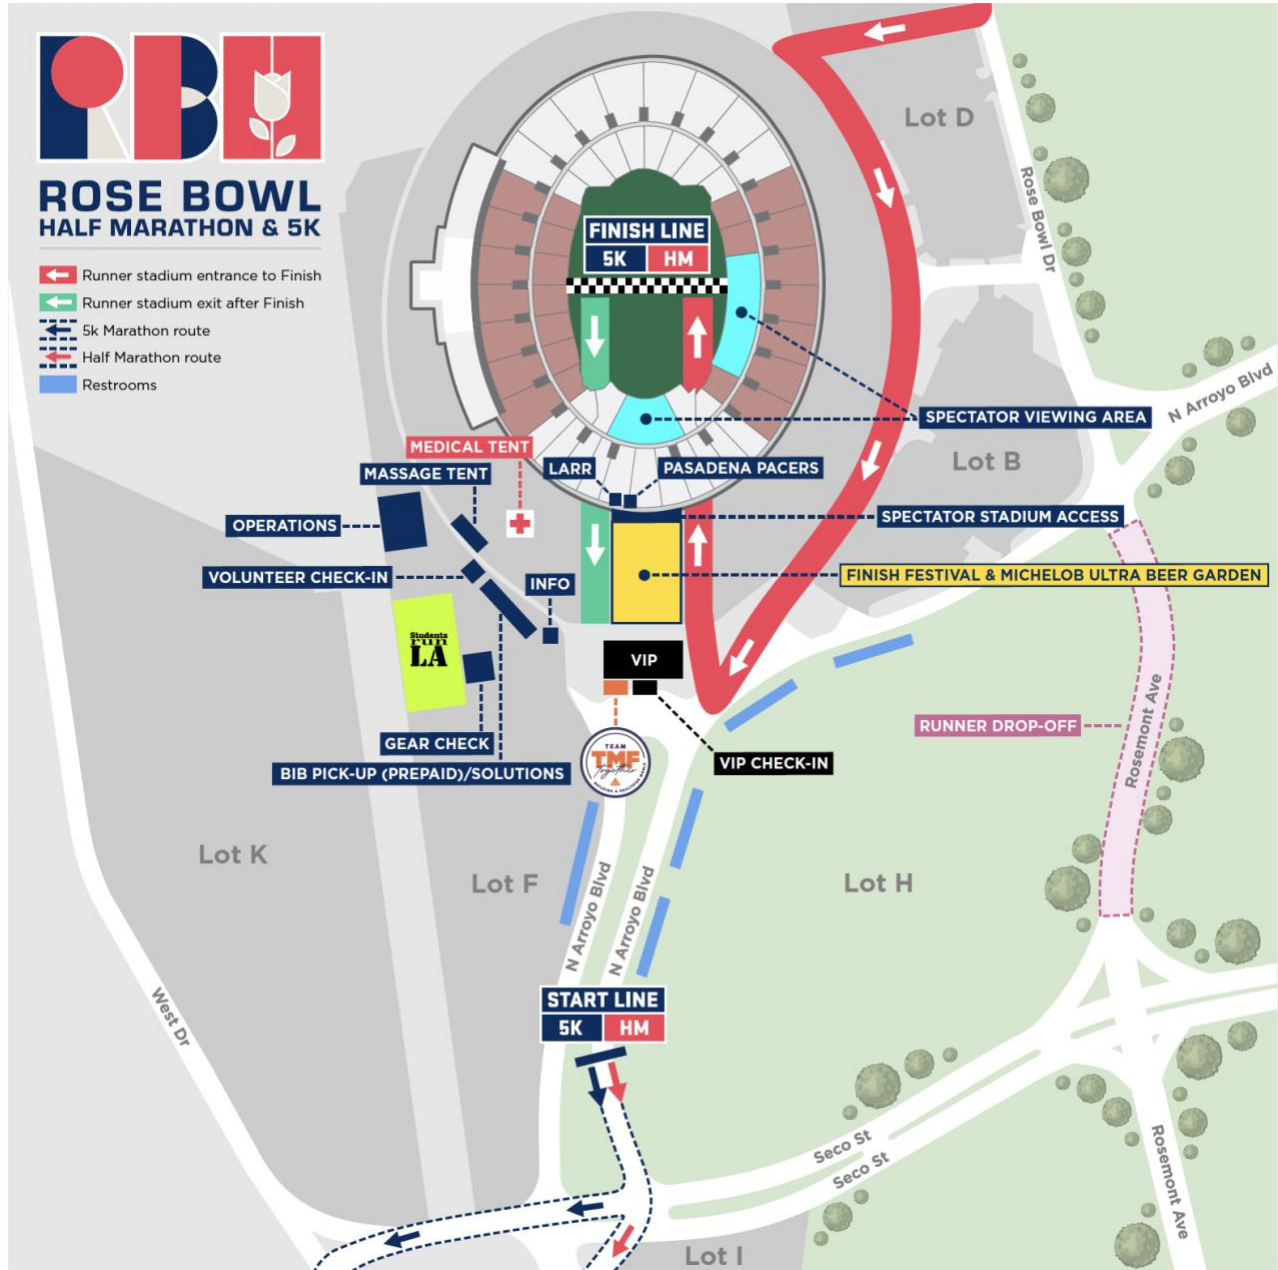 RBH
ROSE BOWL
HALF MARATHON & 5K
Runner stadium entrance to Finish
Runner stadium exit after Finish
5k Marathon route
Half Marathon route
Restrooms
Lot D
Rose Bowl Dr
FINISH LINE
5K HM
N Arroyo Blvd
SPECTATOR VIEWING AREA
MEDICAL TENT
MASSAGE TENT
LARR
PASADENA PACERS
Lot B
OPERATIONS
SPECTATOR STADIUM ACCESS
VOLUNTEER CHECK-IN
INFO
FINISH FESTIVAL & MICHELOB ULTRA BEER GARDEN
Students
run
LA
VIP
GEAR CHECK
BIB PICK-UP (PREPAID)/SOLUTIONS
TEAM
TMF
Together
VIP CHECK-IN
RUNNER DROP-OFF
Rosemont Ave
Lot K
Lot F
Lot H
N Arroyo Blvd
N Arroyo Blvd
START LINE
5K HM
West Dr
Seco St
Seco St
Rosemont Ave
Lot I